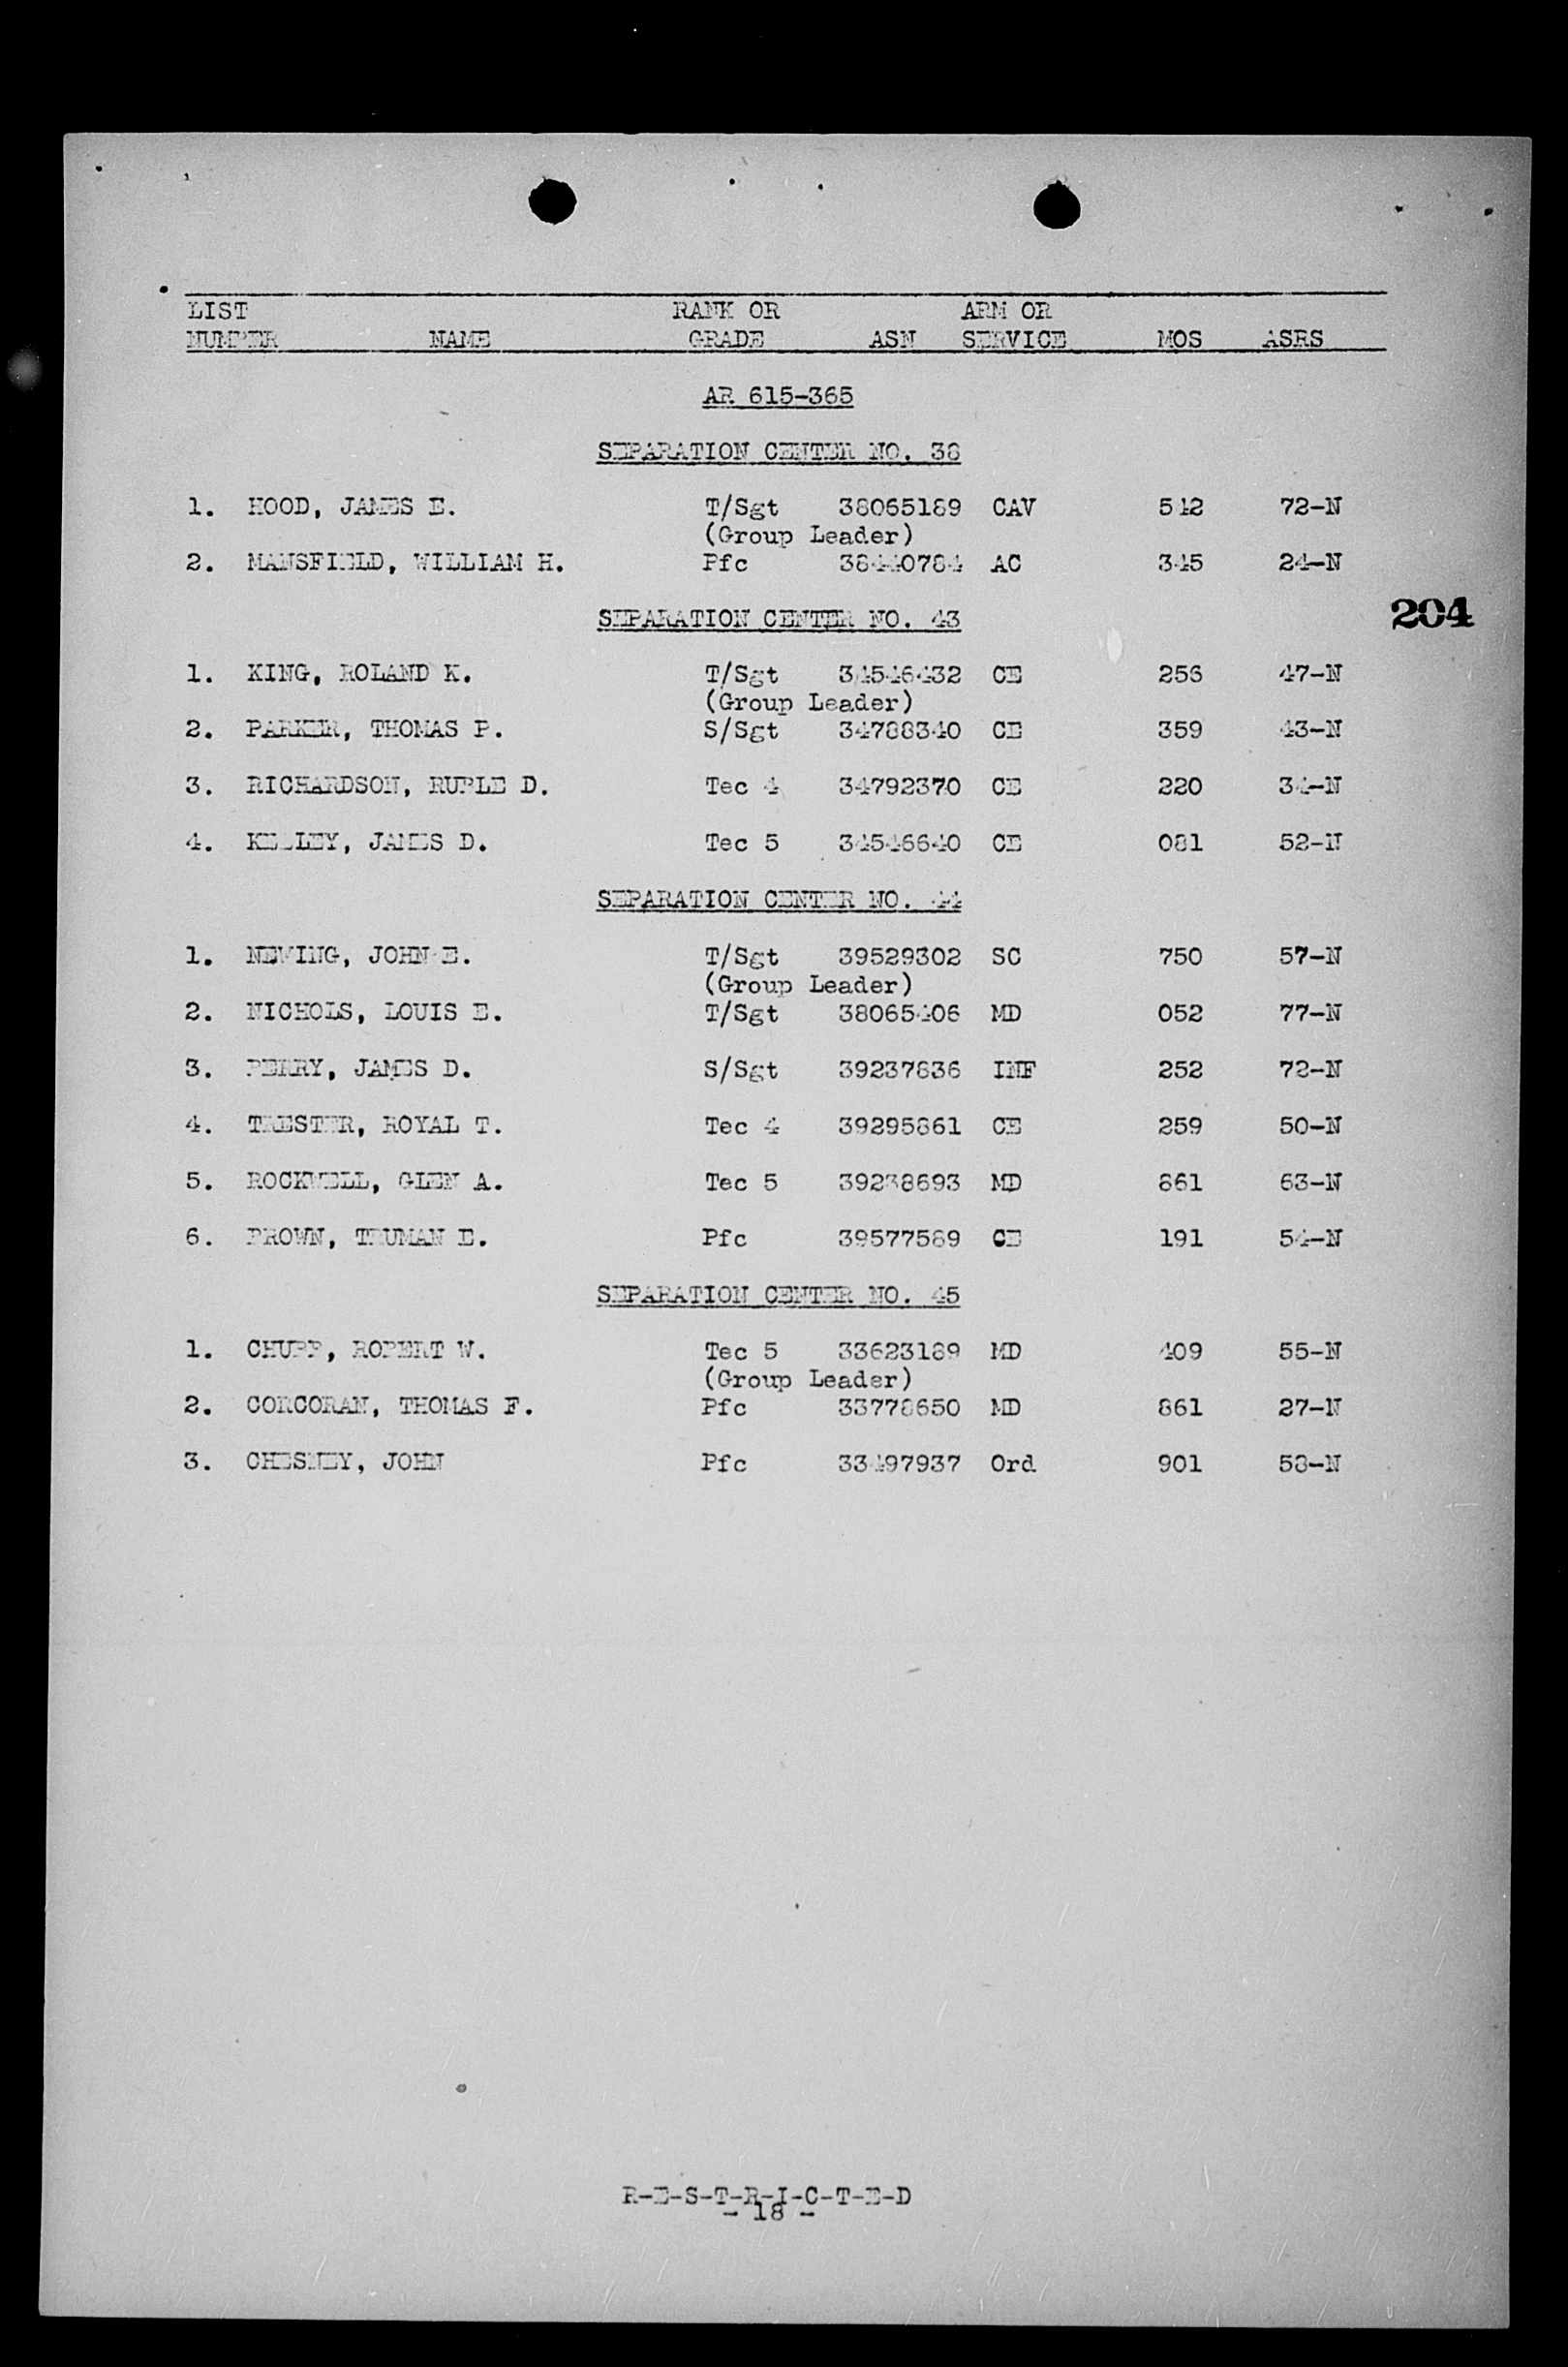 LIST RANK OR ARM OR
NUMBER NAME GRADE ASN SERVICE MOS ASRS
AR 615-365
SEPARATION CENTER NO. 38
1. HOOD, JAMES E. T/Sgt 38065189 CAV 542 72-N
(Group Leader)
2. MANSFIELD, WILLIAM H. Pfc 38440784 AC 345 24-N
204
SEPARATION CENTER NO. 43
1. KING, ROLAND K. T/Sgt 34546432 CE 256 47-N
(Group Leader)
2. PARKER, THOMAS P. S/Sgt 34788340 CE 359 43-N
3. RICHARDSON, RUBLE D. Tec 4 34792370 CE 220 34-N
4. KELLEY, JAMES D. Tec 5 34546640 CE 081 52-N
SEPARATION CENTER NO. 44
1. NEWING, JOHN E. T/Sgt 39529302 SC 750 57-N
(Group Leader)
2. NICHOLS, LOUIS E. T/Sgt 38065406 MD 052 77-N
3. PERRY, JAMES D. S/Sgt 39237836 INF 252 72-N
4. TRESTER, ROYAL T. Tec 4 39295861 CE 259 50-N
5. ROCKWELL, GLEN A. Tec 5 39238693 MD 861 63-N
6. BROWN, TRUMAN E. Pfc 39577589 CE 191 54-N
SEPARATION CENTER NO. 45
1. CHUPP, ROBERT W. Tec 5 33623189 MD 409 55-N
(Group Leader)
2. CORCORAN, THOMAS F. Pfc 33778650 MD 861 27-N
3. CHESNEY, JOHN Pfc 33497937 Ord 901 58-N
R-E-S-T-R-I-C-T-E-D
- 18 -